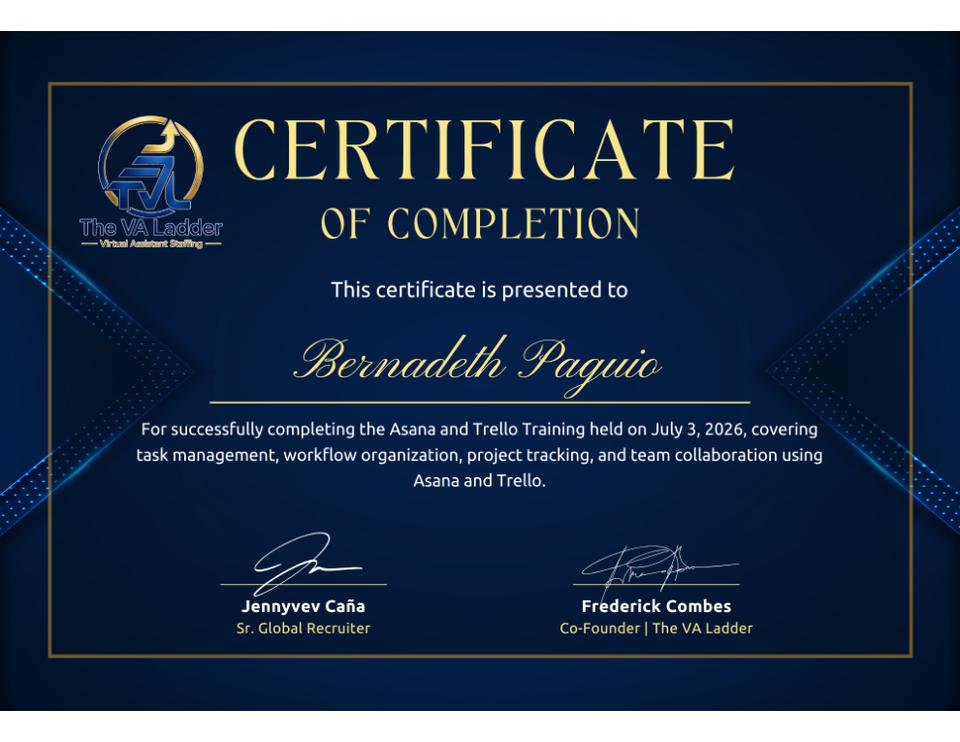 CERTIFICATE
OF COMPLETION
TVL
The VA Ladder
Virtual Assistant Staffing
This certificate is presented to
Bernadeth Paguio
For successfully completing the Asana and Trello Training held on July 3, 2026, covering
task management, workflow organization, project tracking, and team collaboration using
Asana and Trello.
Jennyvev Caña
Sr. Global Recruiter
Frederick Combes
Co-Founder | The VA Ladder